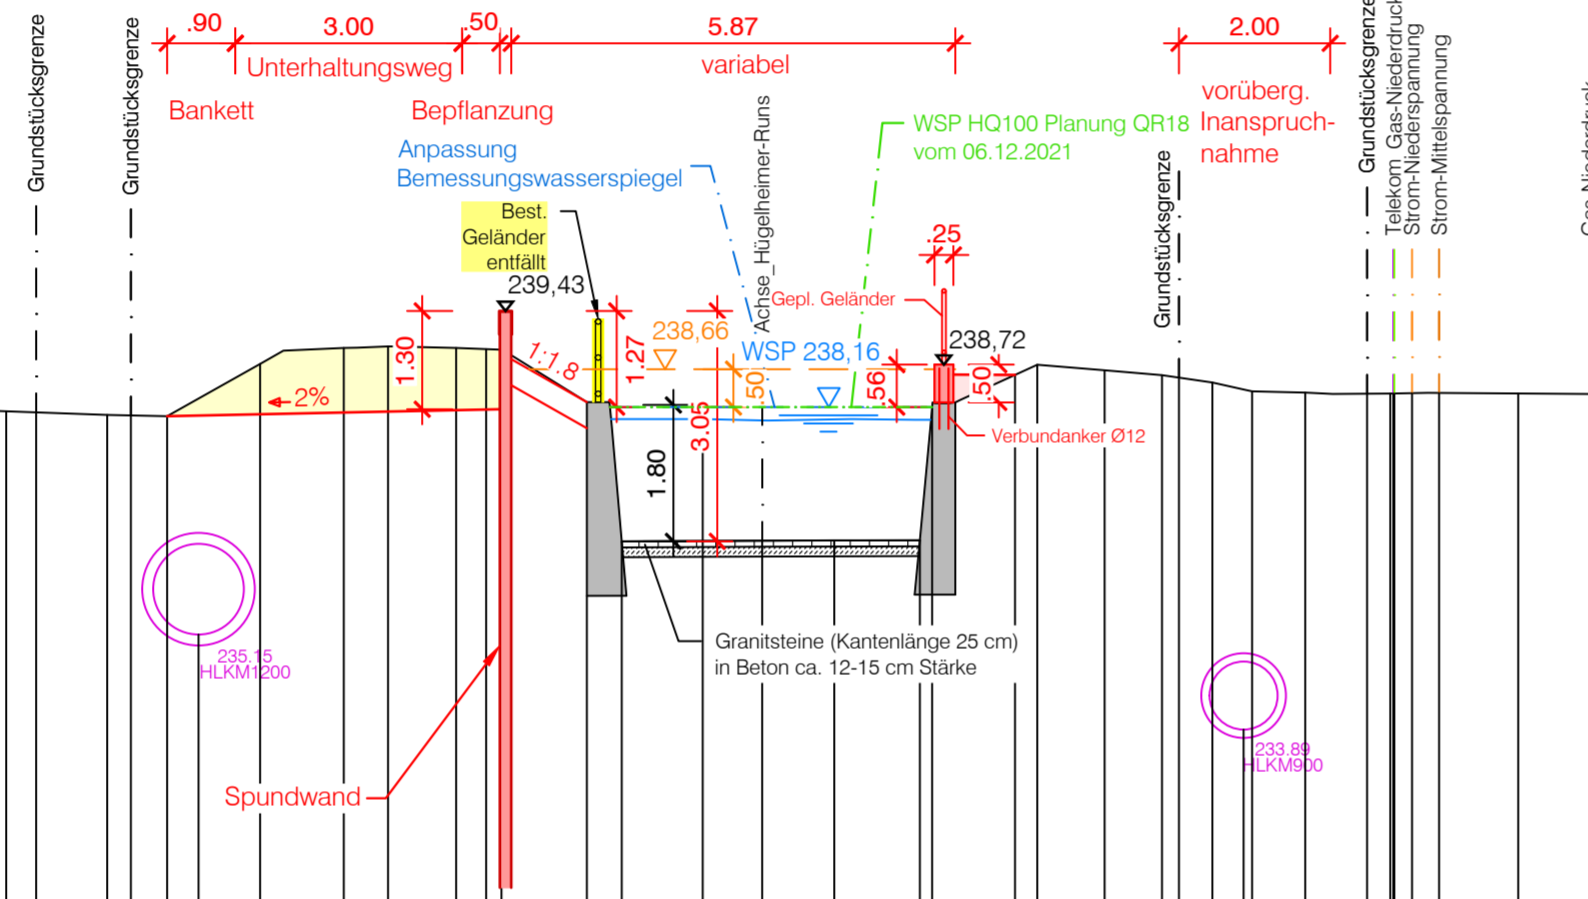 .90
3.00
.50
5.87
2.00
Unterhaltungsweg
variabel
Bankett
Bepflanzung
vorüberg.
Inanspruch-
nahme
Grundstücksgrenze
Grundstücksgrenze
Anpassung
Bemessungswasserspiegel
Achse_Hügelheimer-Runs
WSP HQ100 Planung QR18
vom 06.12.2021
Grundstücksgrenze
Grundstücksgrenze
Telekom Gas-Niederdruck
Strom-Niederspannung
Strom-Mittelspannung
Best.
Geländer
entfällt
239,43
.25
Gepl. Geländer
238,66
238,72
WSP 238,16
1.30
1:1.8
1.27
.50
.56
.50
2%
3.05
1.80
Verbundanker Ø12
Granitsteine (Kantenlänge 25 cm)
in Beton ca. 12-15 cm Stärke
235.15
HLKM1200
233.89
HLKM900
Spundwand